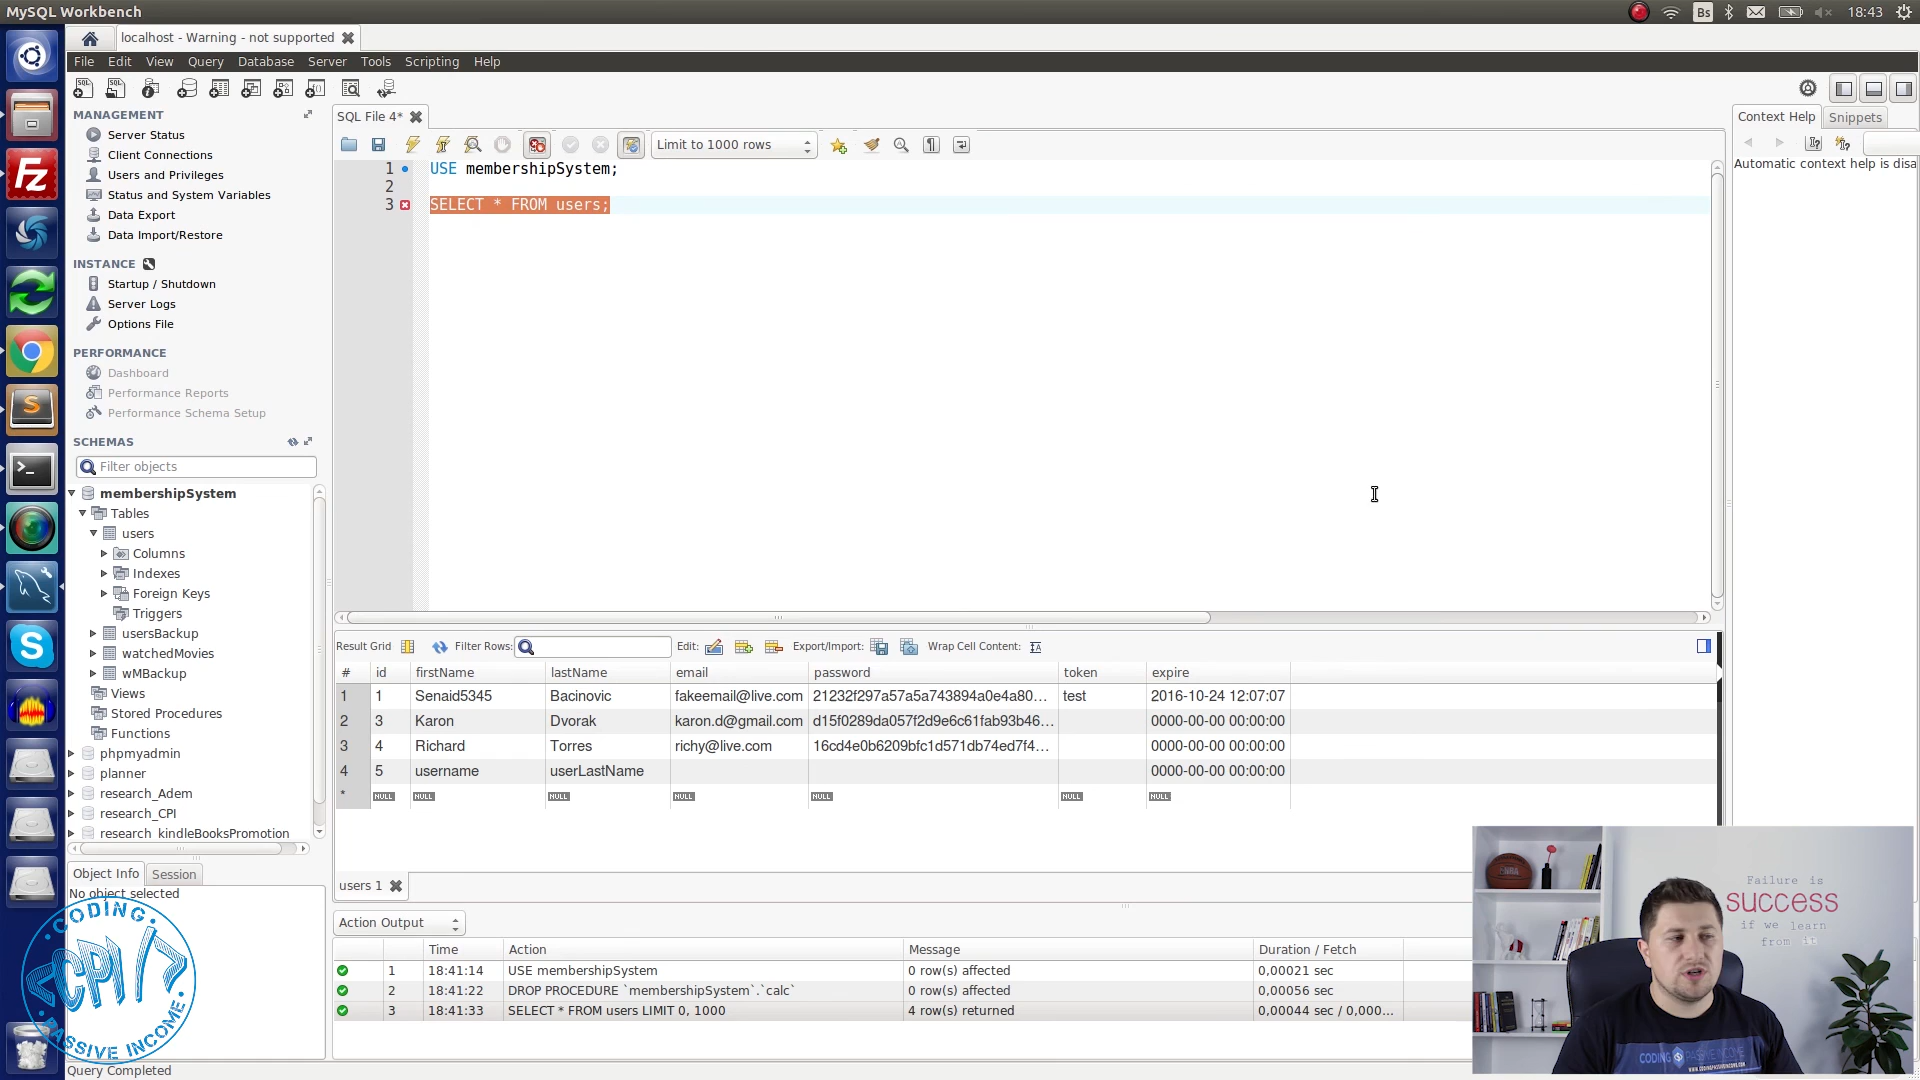 MySQL Workbench
Bs
18:43
localhost - Warning - not supported
File Edit View Query Database Server Tools Scripting Help
MANAGEMENT
Server Status
Client Connections
Users and Privileges
Status and System Variables
Data Export
Data Import/Restore
INSTANCE
Startup / Shutdown
Server Logs
Options File
PERFORMANCE
Dashboard
Performance Reports
Performance Schema Setup
SCHEMAS
Filter objects
membershipSystem
Tables
users
Columns
Indexes
Foreign Keys
Triggers
usersBackup
watchedMovies
wMBackup
Views
Stored Procedures
Functions
phpmyadmin
planner
research_Adem
research_CPI
research_kindleBooksPromotion
Object Info Session
No object selected
Query Completed
SQL File 4*
Limit to 1000 rows
1 USE membershipSystem;
2
3 SELECT * FROM users;
Context Help Snippets
Automatic context help is disa
Result Grid Filter Rows: Edit: Export/Import: Wrap Cell Content:
# id firstName lastName email password token expire
1 1 Senaid5345 Bacinovic fakeemail@live.com 21232f297a57a5a743894a0e4a80... test 2016-10-24 12:07:07
2 3 Karon Dvorak karon.d@gmail.com d15f0289da057f2d9e6c61fab93b46... 0000-00-00 00:00:00
3 4 Richard Torres richy@live.com 16cd4e0b6209bfc1d571db74ed7f4... 0000-00-00 00:00:00
4 5 username userLastName 0000-00-00 00:00:00
* NULL NULL NULL NULL NULL NULL NULL
users 1
Action Output
Time Action Message Duration / Fetch
1 18:41:14 USE membershipSystem 0 row(s) affected 0,00021 sec
2 18:41:22 DROP PROCEDURE `membershipSystem`.`calc` 0 row(s) affected 0,00056 sec
3 18:41:33 SELECT * FROM users LIMIT 0, 1000 4 row(s) returned 0,00044 sec / 0,000...
CODING
<CPI/>
PASSIVE INCOME
Failure is
success
if we learn
from it
CODING PASSIVE INCOME